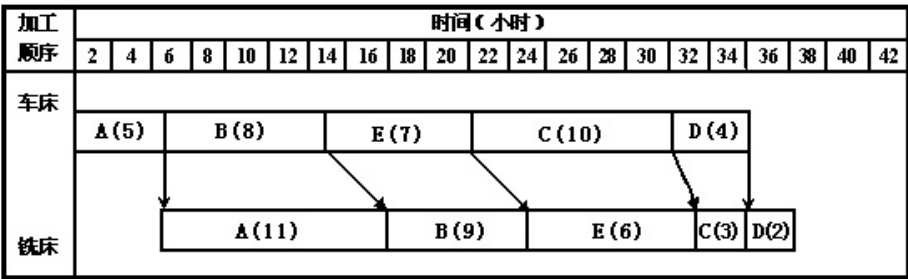 加工 时间（小时）
顺序 2 4 6 8 10 12 14 16 18 20 22 24 26 28 30 32 34 36 38 40 42
车床
A(5) B(8) E(7) C(10) D(4)
A(11) B(9) E(6) C(3) D(2)
铣床